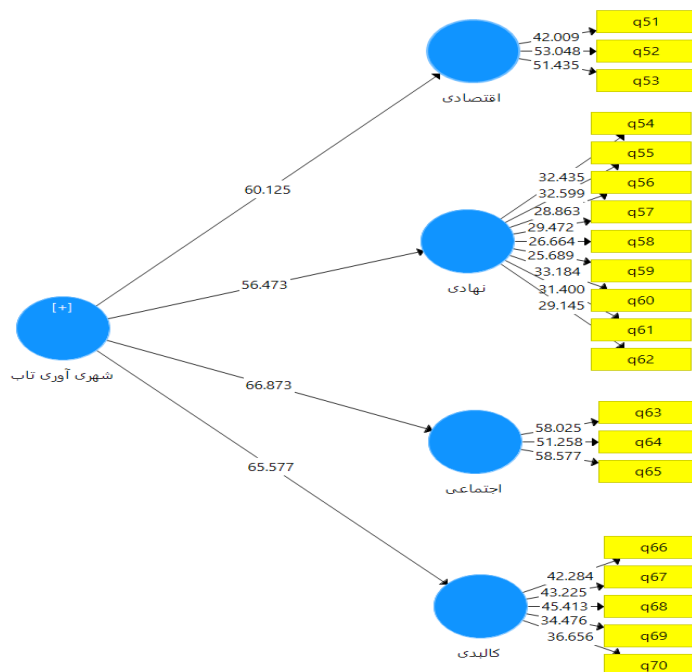 q51
42.009
q52
53.048
q53
51.435
اقتصادی
q54
q55
q56
q57
q58
q59
q60
q61
q62
32.435
32.599
28.863
29.472
26.664
25.689
33.184
31.400
29.145
نهادی
60.125
56.473
[+]
شهری آوری تاب
66.873
65.577
q63
58.025
q64
51.258
q65
58.577
اجتماعی
q66
42.284
q67
43.225
q68
45.413
q69
34.476
q70
36.656
کالبدی